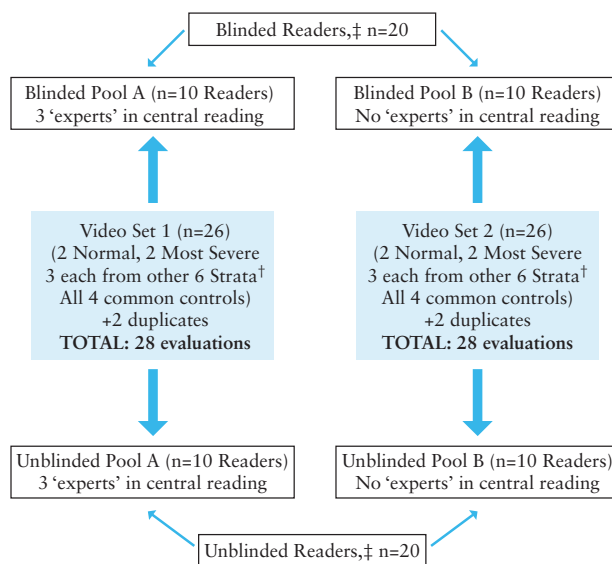 Blinded Readers,‡ n=20
Blinded Pool A (n=10 Readers)
3 ‘experts’ in central reading
Blinded Pool B (n=10 Readers)
No ‘experts’ in central reading
Video Set 1 (n=26)
(2 Normal, 2 Most Severe
3 each from other 6 Strata†
All 4 common controls)
+2 duplicates
TOTAL: 28 evaluations
Video Set 2 (n=26)
(2 Normal, 2 Most Severe
3 each from other 6 Strata†
All 4 common controls)
+2 duplicates
TOTAL: 28 evaluations
Unblinded Pool A (n=10 Readers)
3 ‘experts’ in central reading
Unblinded Pool B (n=10 Readers)
No ‘experts’ in central reading
Unblinded Readers,‡ n=20